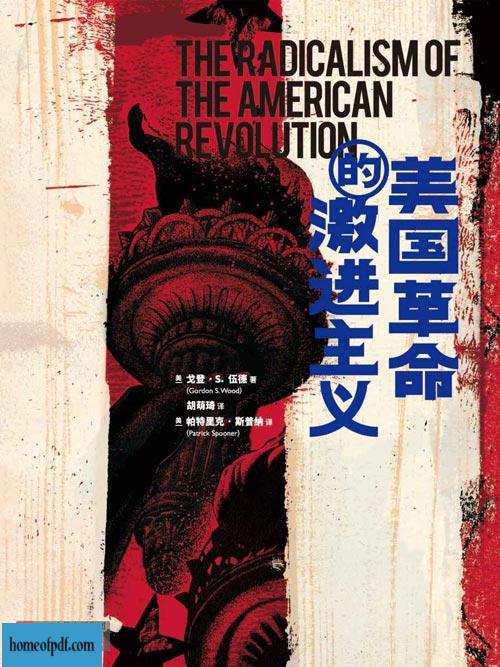 THE RADICALISM OF
THE AMERICAN
REVOLUTION
美国革命
的激进主义
美 戈登·S. 伍德 著
(Gordon S. Wood)
胡萌琦 译
美 帕特里克·斯普纳 译
(Patrick Spooner)
homeofpdf.com